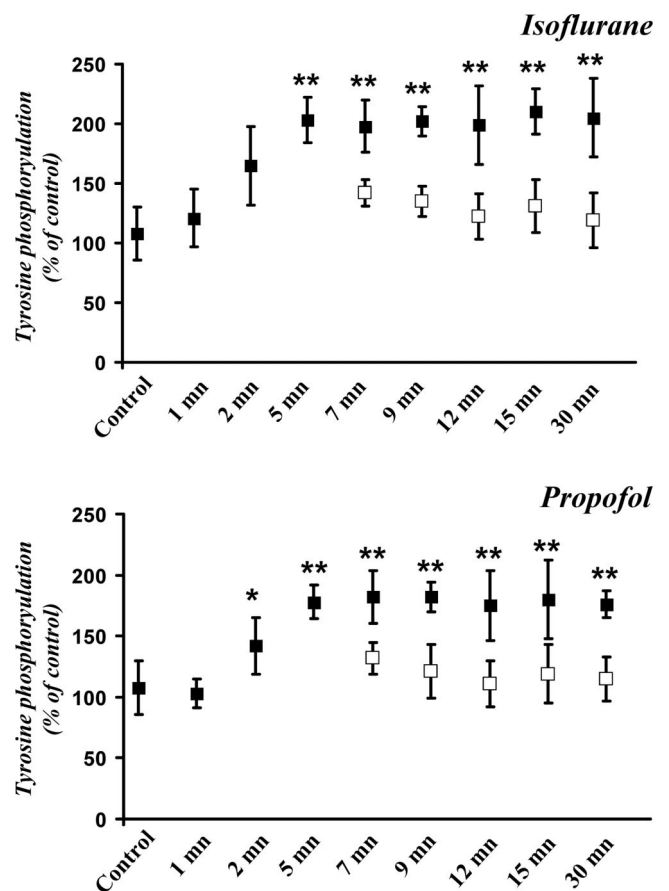 Isoflurane
Tyrosine phosphorylation
(% of control)
250
200
150
100
50
0
** ** ** ** ** **
Control 1 mn 2 mn 5 mn 7 mn 9 mn 12 mn 15 mn 30 mn
Propofol
Tyrosine phosphorylation
(% of control)
250
200
150
100
50
0
* ** ** ** ** ** **
Control 1 mn 2 mn 5 mn 7 mn 9 mn 12 mn 15 mn 30 mn